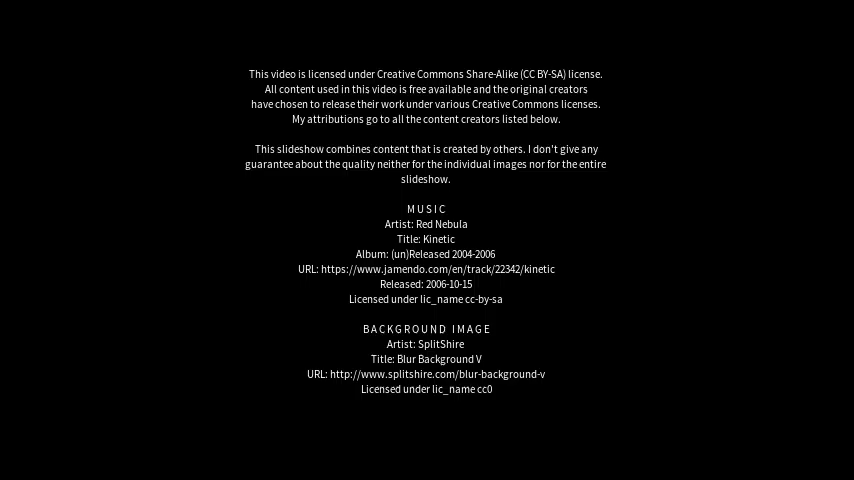 This video is licensed under Creative Commons Share-Alike (CC BY-SA) license.
All content used in this video is free available and the original creators
have chosen to release their work under various Creative Commons licenses.
My attributions go to all the content creators listed below.
This slideshow combines content that is created by others. I don't give any
guarantee about the quality neither for the individual images nor for the entire
slideshow.
MUSIC
Artist: Red Nebula
Title: Kinetic
Album: (un)Released 2004-2006
URL: https://www.jamendo.com/en/track/22342/kinetic
Released: 2006-10-15
Licensed under lic_name cc-by-sa
BACKGROUND IMAGE
Artist: SplitShire
Title: Blur Background V
URL: http://www.splitshire.com/blur-background-v
Licensed under lic_name cc0